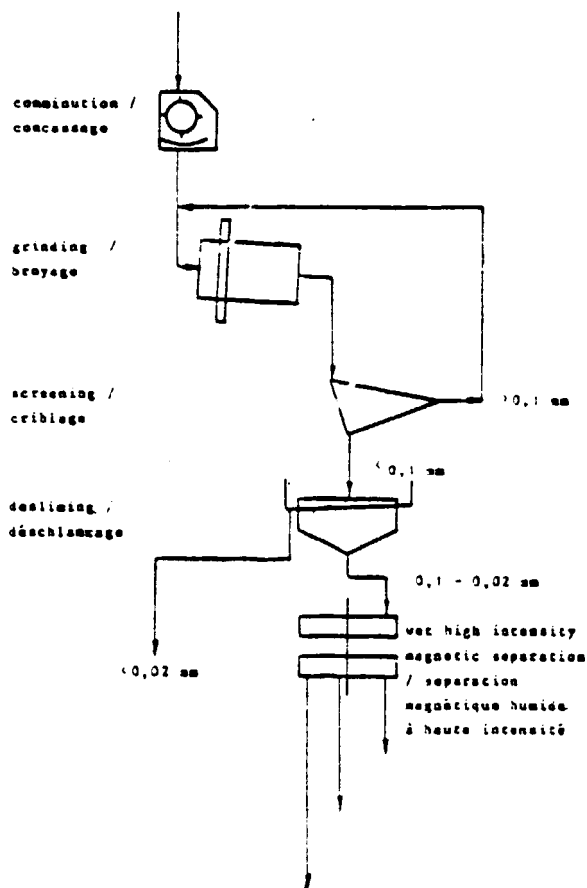 comminution /
concassage
grinding /
broyage
screening /
criblage
>0,1 mm
<0,1 mm
desliming /
déschlammage
0,1 - 0,02 mm
<0,02 mm
wet high intensity
magnetic separation
/ séparation
magnétique humide
à haute intensité